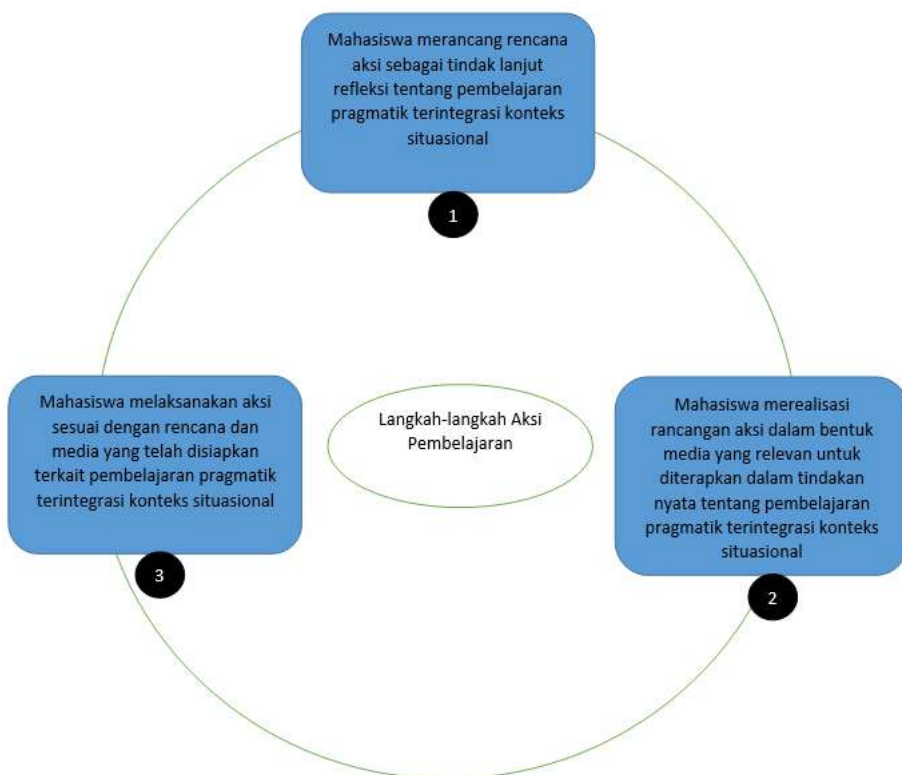 Mahasiswa merancang rencana
aksi sebagai tindak lanjut
refleksi tentang pembelajaran
pragmatik terintegrasi konteks
situasional
1
Mahasiswa merealisasi
rancangan aksi dalam bentuk
media yang relevan untuk
diterapkan dalam tindakan
nyata tentang pembelajaran
pragmatik terintegrasi konteks
situasional
2
Mahasiswa melaksanakan aksi
sesuai dengan rencana dan
media yang telah disiapkan
terkait pembelajaran pragmatik
terintegrasi konteks situasional
3
Langkah-langkah Aksi
Pembelajaran